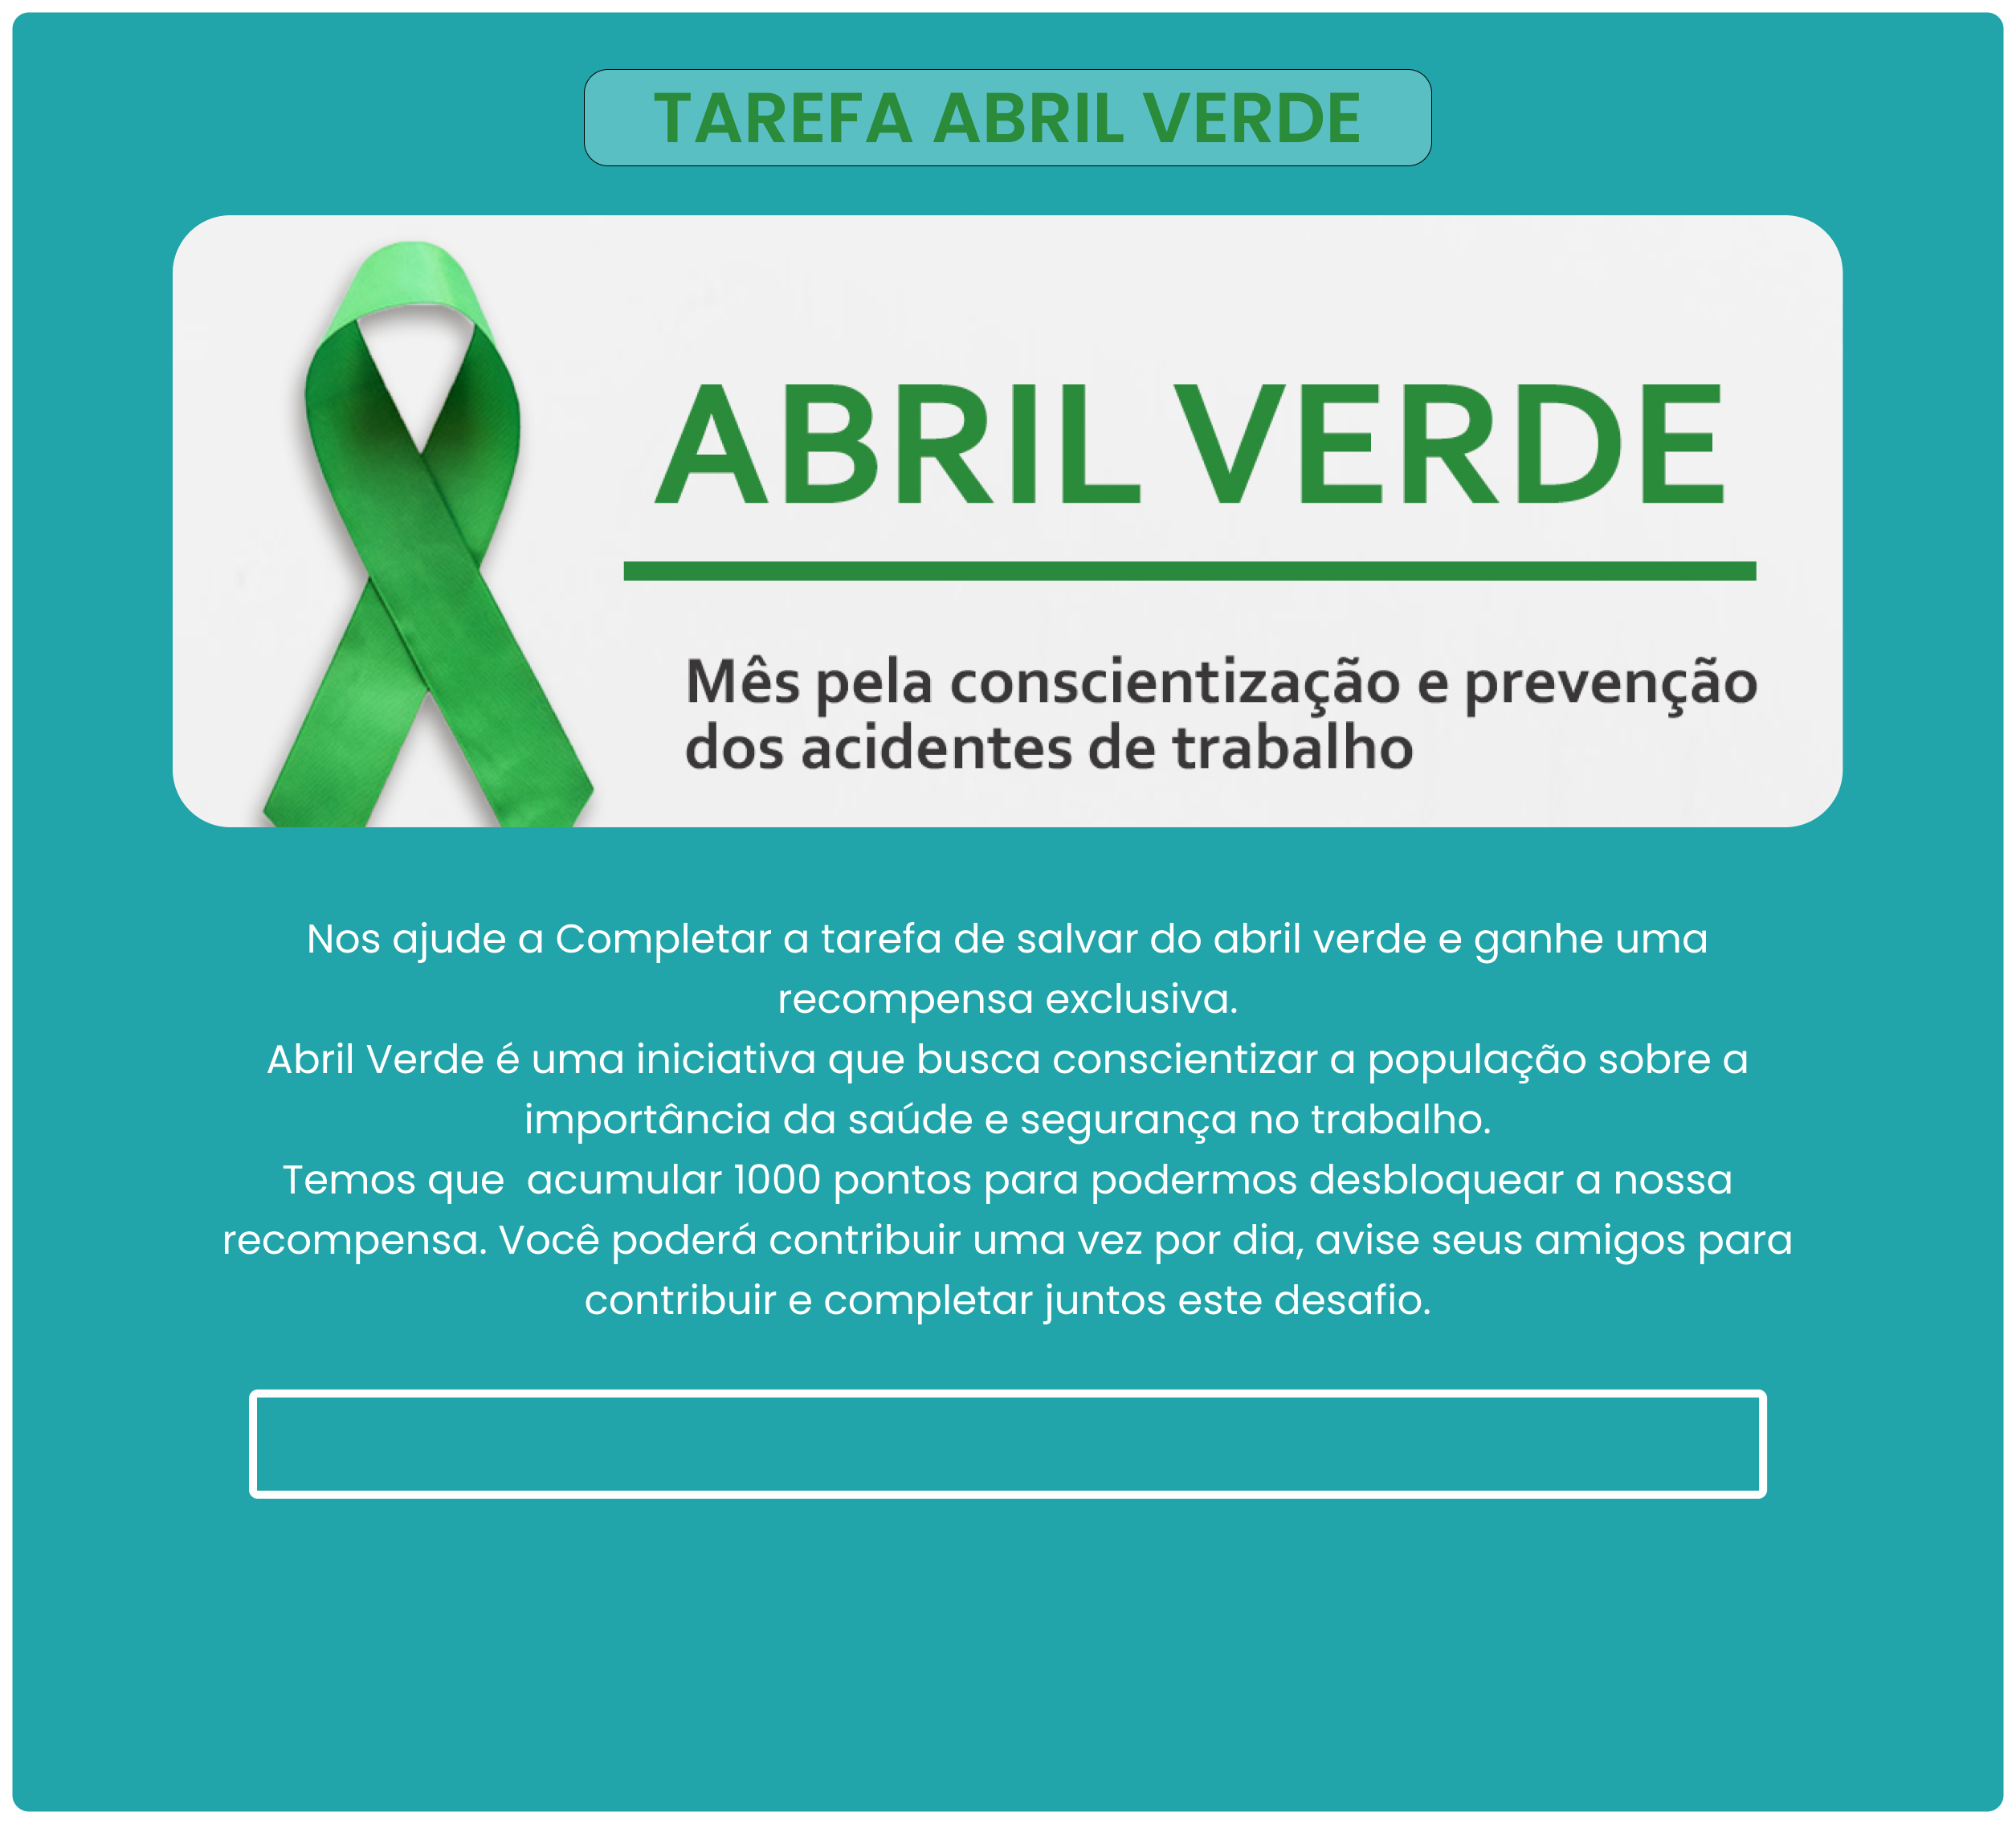 TAREFA ABRIL VERDE
ABRIL VERDE
Mês pela conscientização e prevenção
dos acidentes de trabalho
Nos ajude a Completar a tarefa de salvar do abril verde e ganhe uma
recompensa exclusiva.
Abril Verde é uma iniciativa que busca conscientizar a população sobre a
importância da saúde e segurança no trabalho.
Temos que  acumular 1000 pontos para podermos desbloquear a nossa
recompensa. Você poderá contribuir uma vez por dia, avise seus amigos para
contribuir e completar juntos este desafio.